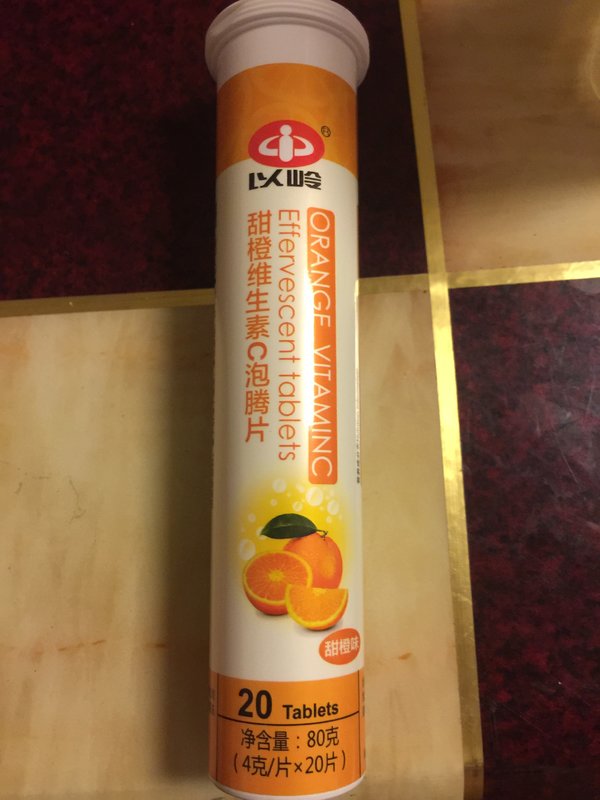 以岭
ORANGE VITAMINC
Effervescent tablets
甜橙维生素C泡腾片
甜橙味
20 Tablets
净含量：80克
（4克/片×20片）